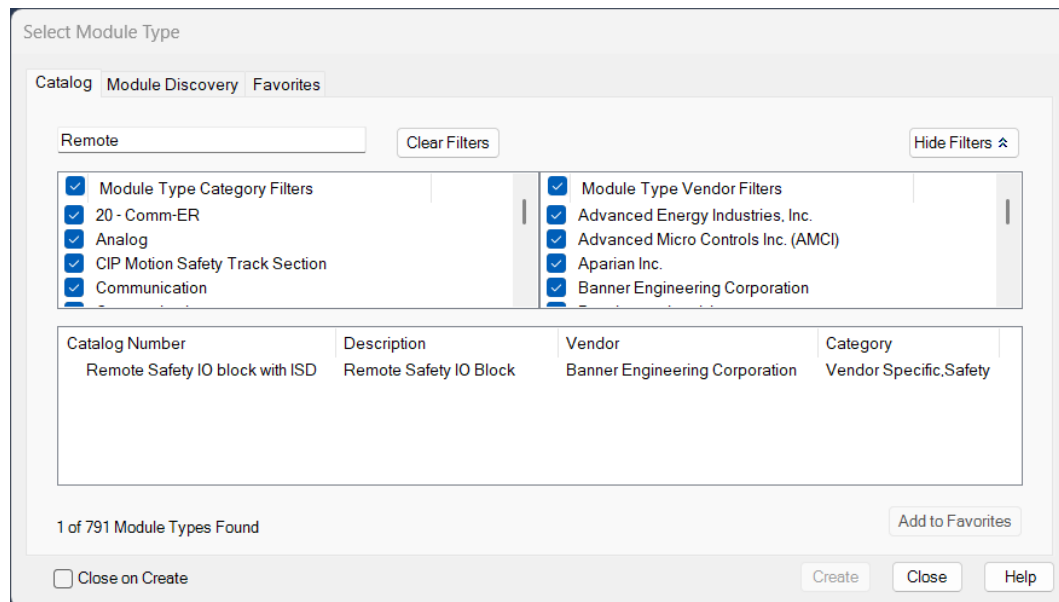 Select Module Type
Catalog Module Discovery Favorites
Remote Clear Filters Hide Filters
Module Type Category Filters
20 - Comm-ER
Analog
CIP Motion Safety Track Section
Communication
Module Type Vendor Filters
Advanced Energy Industries, Inc.
Advanced Micro Controls Inc. (AMCI)
Aparian Inc.
Banner Engineering Corporation
Catalog Number Description Vendor Category
Remote Safety IO block with ISD Remote Safety IO Block Banner Engineering Corporation Vendor Specific,Safety
1 of 791 Module Types Found Add to Favorites
Close on Create Create Close Help